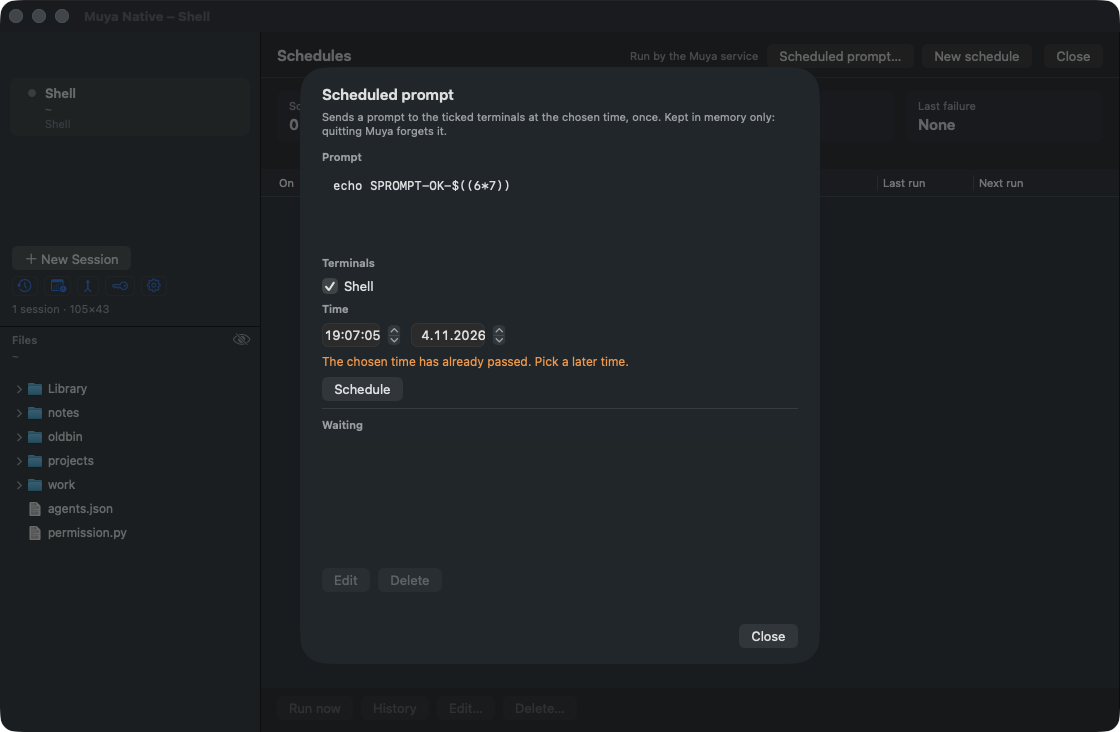 Muya Native – Shell
Shell
~
Shell
+ New Session
1 session · 105×43
Files
~
Library
notes
oldbin
projects
work
agents.json
permission.py
Schedules
Run by the Muya service
Scheduled prompt...
New schedule
Close
Sc
0
Last failure
None
On
Last run
Next run
Scheduled prompt
Sends a prompt to the ticked terminals at the chosen time, once. Kept in memory only:
quitting Muya forgets it.
Prompt
echo SPROMPT-OK-$((6*7))
Terminals
Shell
Time
19:07:05
4.11.2026
The chosen time has already passed. Pick a later time.
Schedule
Waiting
Edit
Delete
Close
Run now
History
Edit...
Delete...